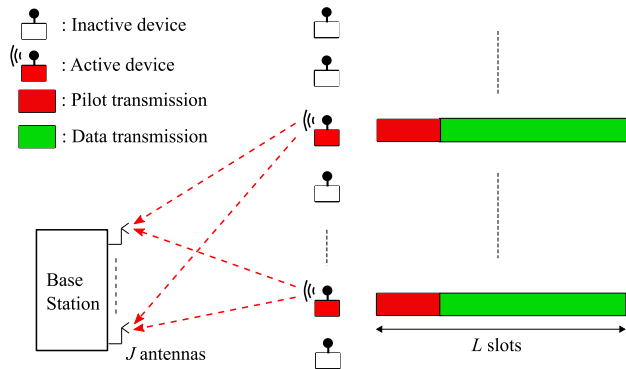 : Inactive device
: Active device
: Pilot transmission
: Data transmission
Base
Station
J antennas
L slots